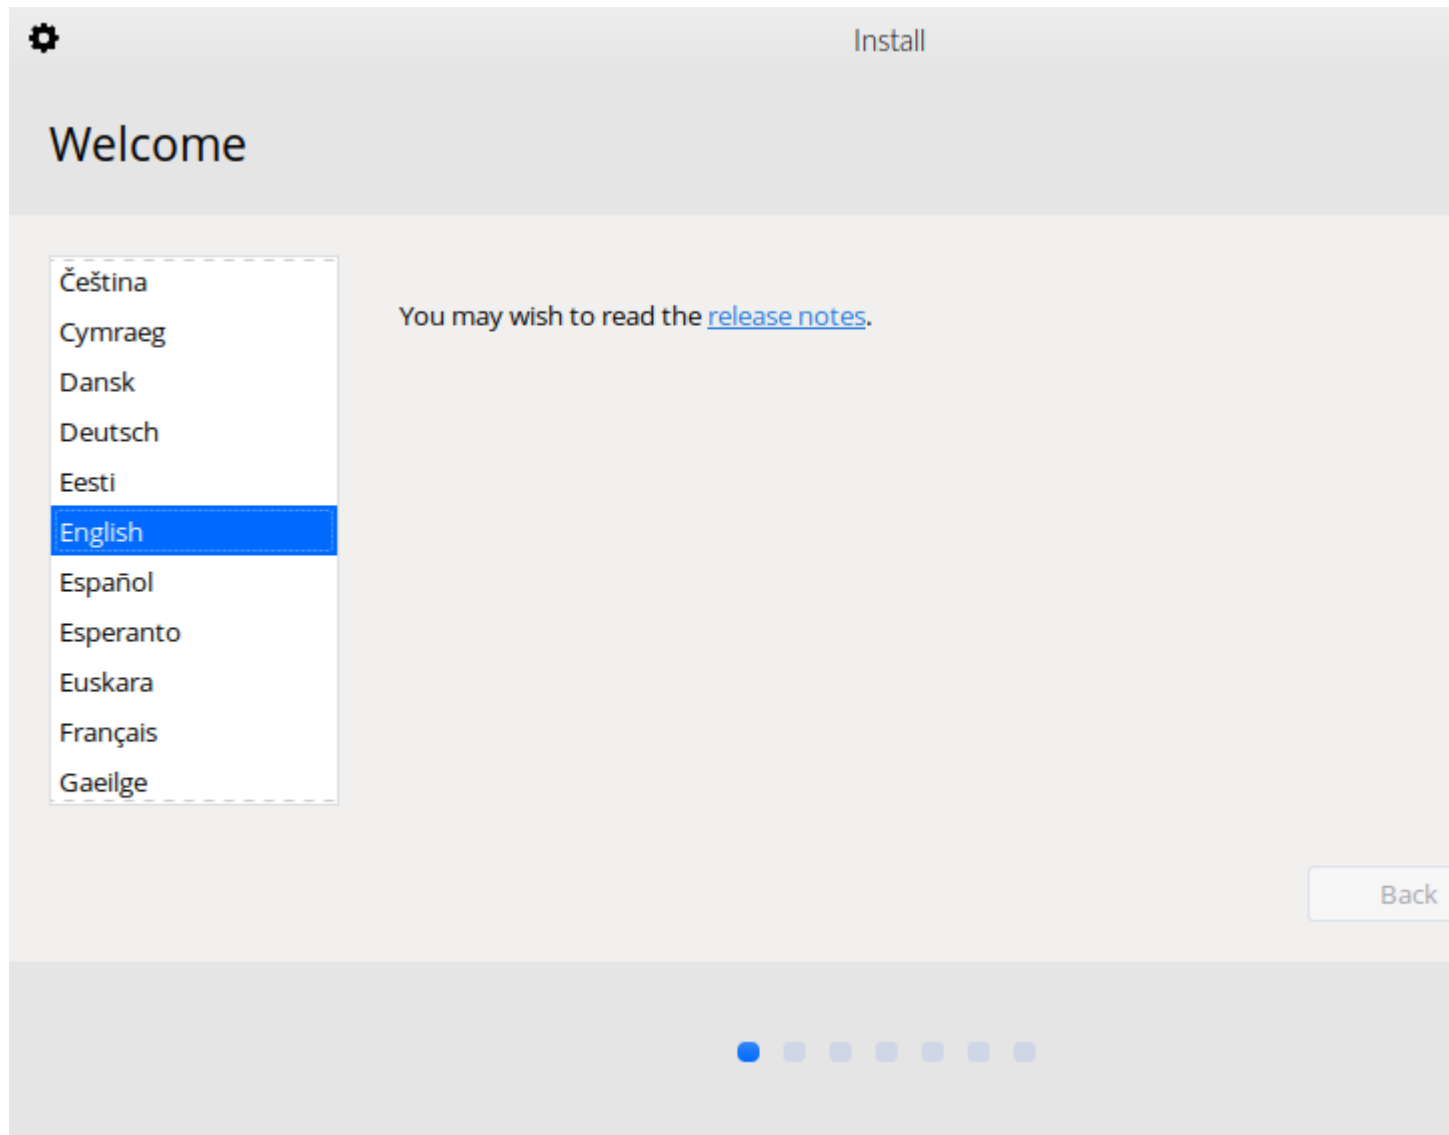 Install
Welcome
Čeština
Cymraeg
Dansk
Deutsch
Eesti
English
Español
Esperanto
Euskara
Français
Gaeilge
You may wish to read the release notes.
Back